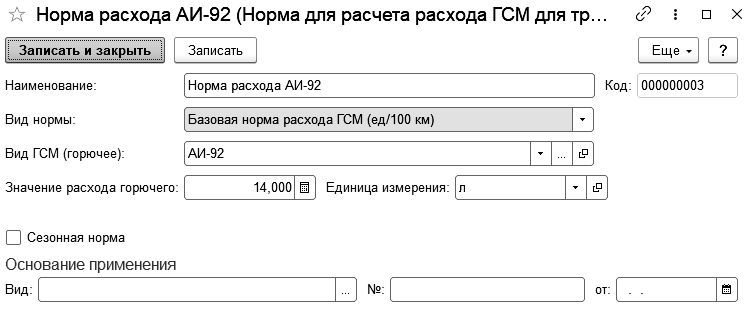 Норма расхода АИ-92 (Норма для расчета расхода ГСМ для тр...
Записать и закрыть Записать Еще ?
Наименование: Норма расхода АИ-92 Код: 000000003
Вид нормы: Базовая норма расхода ГСМ (ед/100 км)
Вид ГСМ (горючее): АИ-92 ...
Значение расхода горючего: 14,000 Единица измерения: л
Сезонная норма
Основание применения
Вид: ... №: от: . .